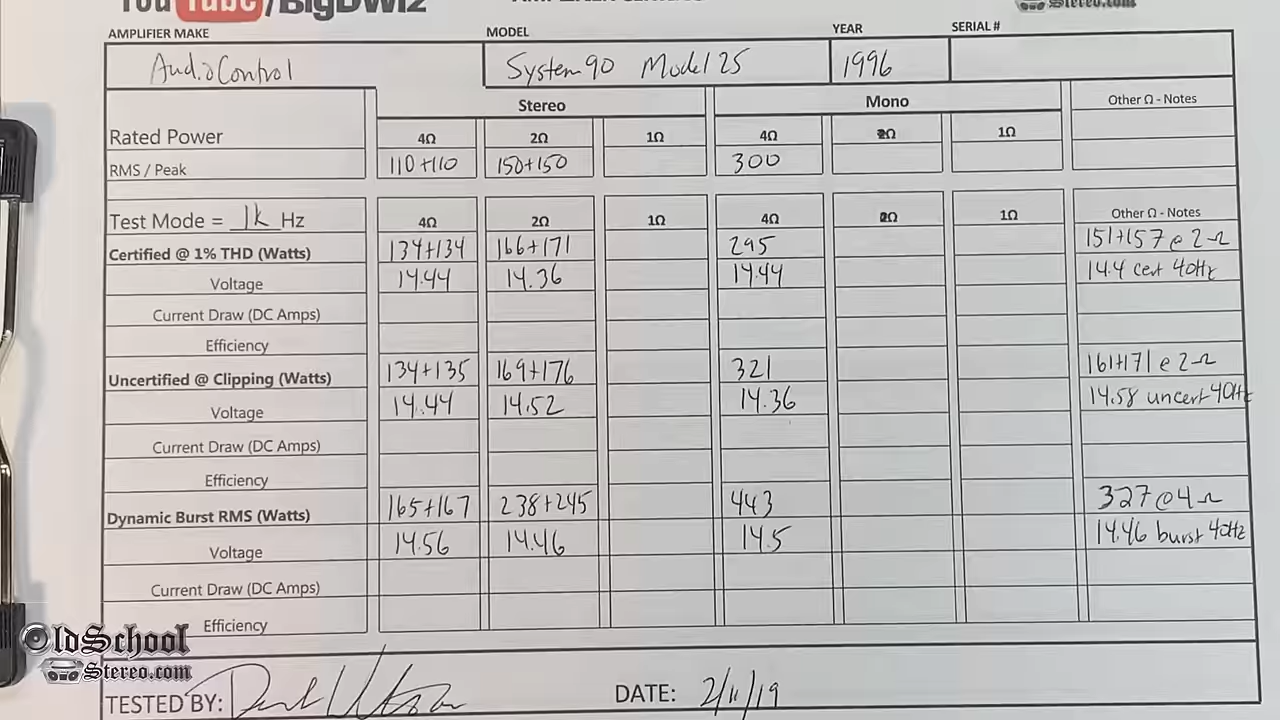 YouTube/BigDWiz
Stereo.com
AMPLIFIER MAKE MODEL YEAR SERIAL #
AudioControl System 90 Model 25 1996
Stereo Mono Other Ω - Notes
Rated Power 4Ω 2Ω 1Ω 4Ω 2Ω 1Ω
RMS / Peak 110+110 150+150 300
Test Mode = 1k Hz 4Ω 2Ω 1Ω 4Ω 2Ω 1Ω Other Ω - Notes
Certified @ 1% THD (Watts) 134+134 166+171 295 151+157 @ 2Ω
Voltage 14.44 14.36 14.44 14.4 cert 40Hz
Current Draw (DC Amps)
Efficiency
Uncertified @ Clipping (Watts) 134+135 169+176 321 161+171 @ 2Ω
Voltage 14.44 14.52 14.36 14.58 uncert 40Hz
Current Draw (DC Amps)
Efficiency
Dynamic Burst RMS (Watts) 165+167 238+245 443 327 @ 4Ω
Voltage 14.56 14.46 14.5 14.46 burst 40Hz
Current Draw (DC Amps)
Efficiency
OldSchool
Stereo.com
TESTED BY: DATE: 2/11/19